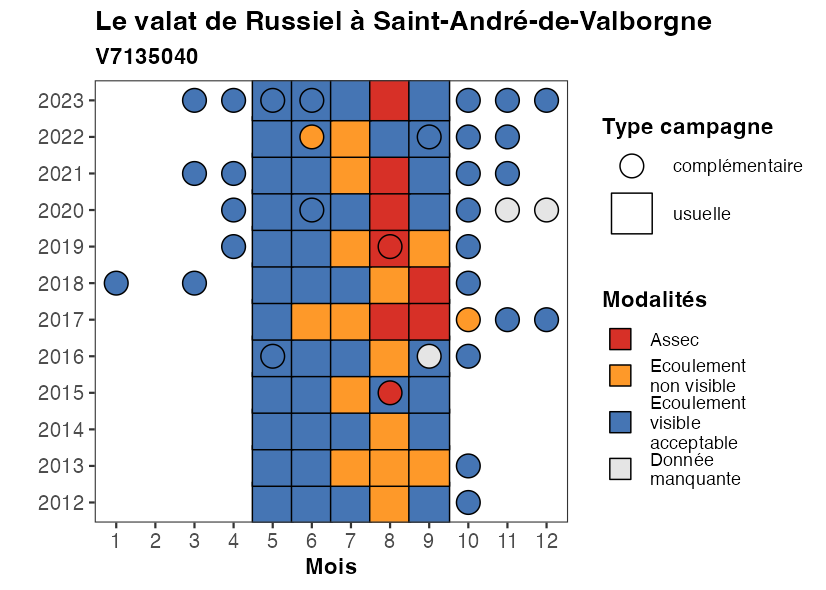 Le valat de Russiel à Saint-André-de-Valborgne
V7135040
2023
2022
2021
2020
2019
2018
2017
2016
2015
2014
2013
2012
1 2 3 4 5 6 7 8 9 10 11 12
Mois
Type campagne
complémentaire
usuelle
Modalités
Assec
Ecoulement
non visible
Ecoulement
visible
acceptable
Donnée
manquante